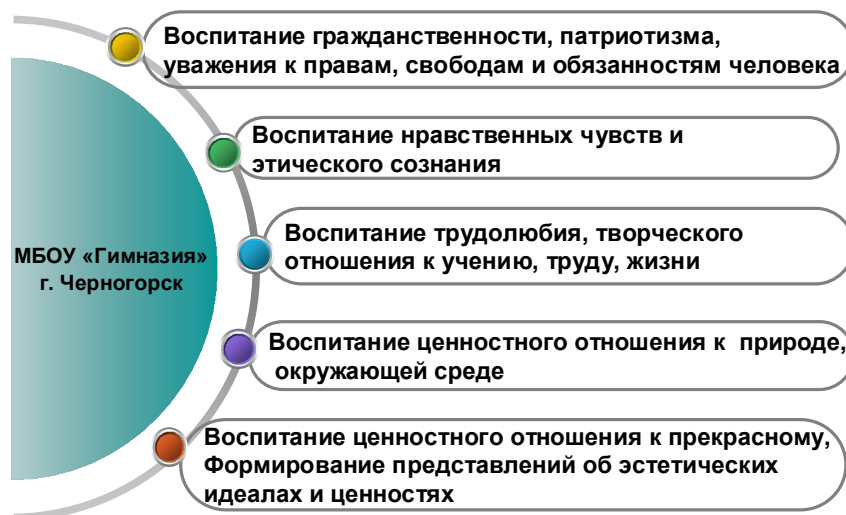 Воспитание гражданственности, патриотизма,
уважения к правам, свободам и обязанностям человека
Воспитание нравственных чувств и
этического сознания
МБОУ «Гимназия»
г. Черногорск
Воспитание трудолюбия, творческого
отношения к учению, труду, жизни
Воспитание ценностного отношения к природе,
окружающей среде
Воспитание ценностного отношения к прекрасному,
Формирование представлений об эстетических
идеалах и ценностях